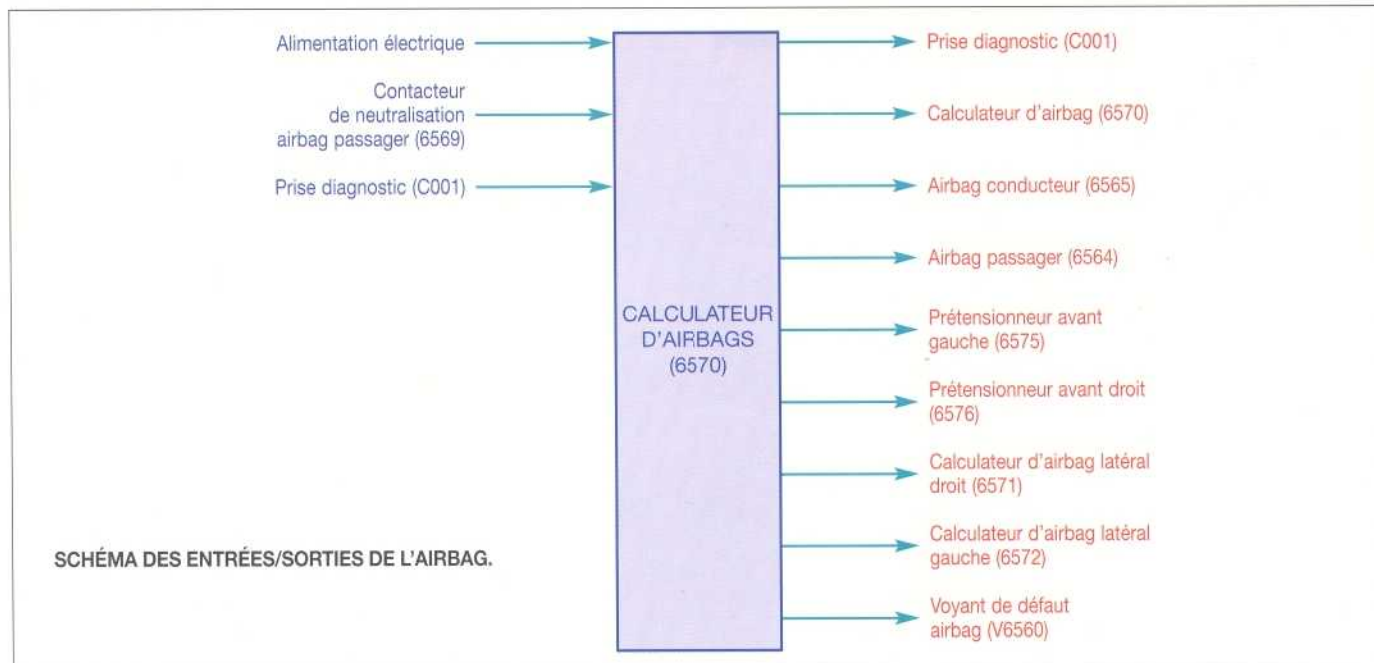 Alimentation électrique
Contacteur
de neutralisation
airbag passager (6569)
Prise diagnostic (C001)
CALCULATEUR
D'AIRBAGS
(6570)
Prise diagnostic (C001)
Calculateur d'airbag (6570)
Airbag conducteur (6565)
Airbag passager (6564)
Prétensionneur avant
gauche (6575)
Prétensionneur avant droit
(6576)
Calculateur d'airbag latéral
droit (6571)
Calculateur d'airbag latéral
gauche (6572)
Voyant de défaut
airbag (V6560)
SCHÉMA DES ENTRÉES/SORTIES DE L'AIRBAG.